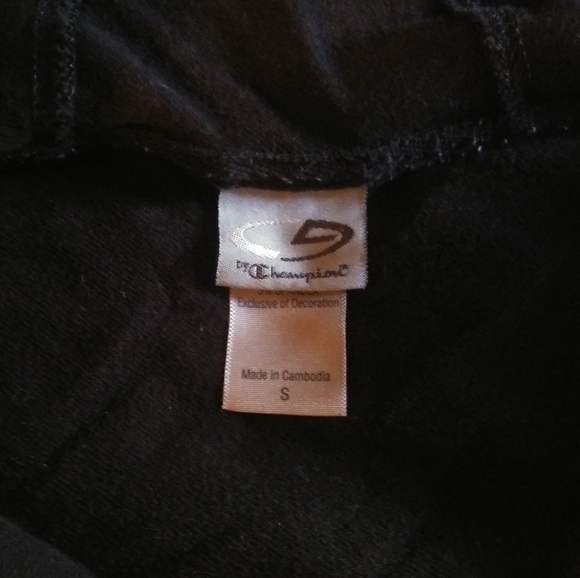 by Champion
Exclusive of Decoration
Made in Cambodia
S